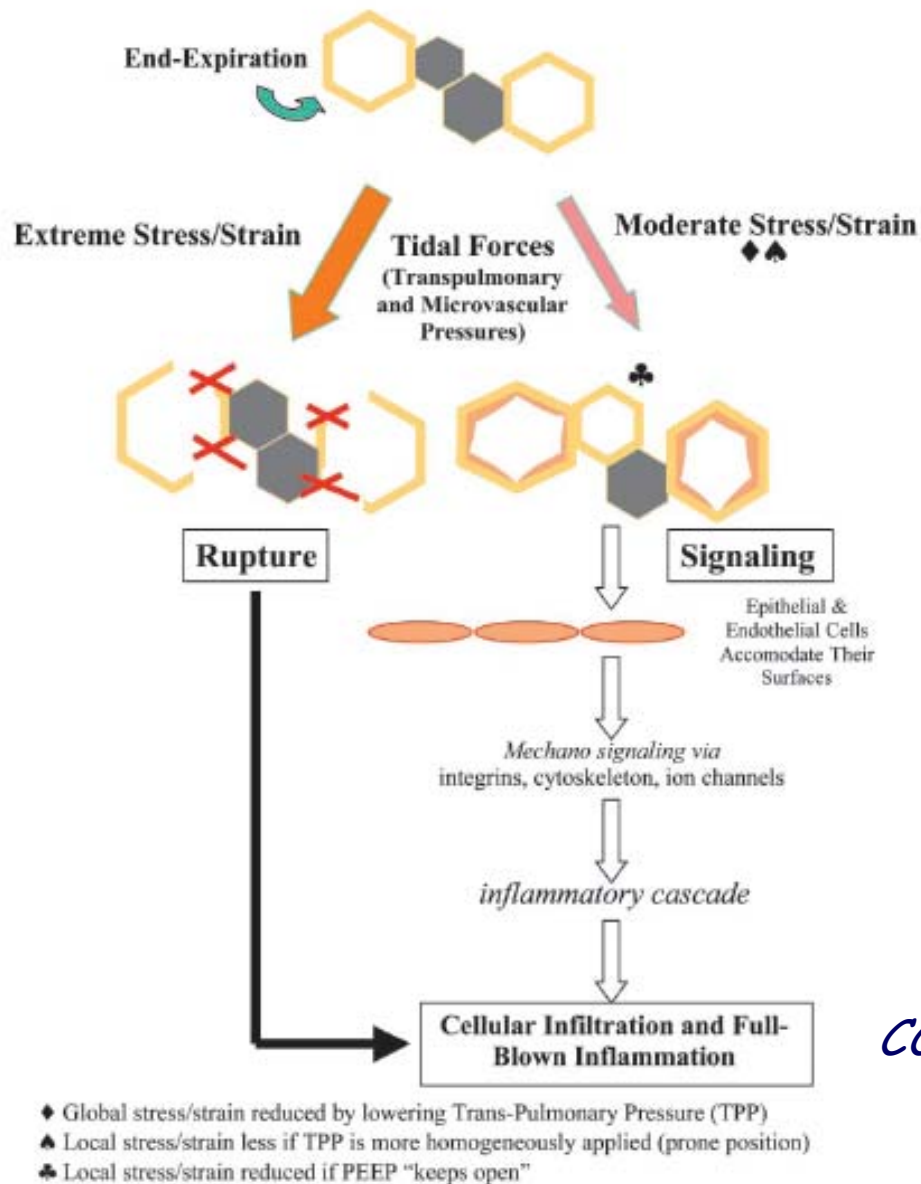 End-Expiration
Extreme Stress/Strain
Tidal Forces
(Transpulmonary
and Microvascular
Pressures)
Moderate Stress/Strain
♦♠
♣
Rupture
Signaling
Epithelial &
Endothelial Cells
Accomodate Their
Surfaces
Mechano signaling via
integrins, cytoskeleton, ion channels
inflammatory cascade
Cellular Infiltration and Full-
Blown Inflammation
♦ Global stress/strain reduced by lowering Trans-Pulmonary Pressure (TPP)
♠ Local stress/strain less if TPP is more homogeneously applied (prone position)
♣ Local stress/strain reduced if PEEP “keeps open”